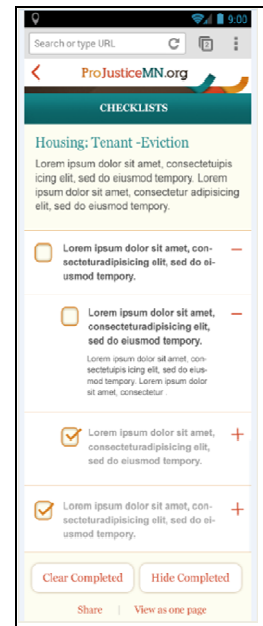 9:00
Search or type URL
2
ProJusticeMN.org
CHECKLISTS
Housing: Tenant -Eviction
Lorem ipsum dolor sit amet, consectetuipis
icing elit, sed do eiusmod tempory. Lorem
ipsum dolor sit amet, consectetur adipisicing
elit, sed do eiusmod tempory.
Lorem ipsum dolor sit amet, con-
secteturadipisicing elit, sed do ei-
usmod tempory.
Lorem ipsum dolor sit amet,
consecteturadipisicing elit,
sed do eiusmod tempory.
Lorem ipsum dolor sit amet, con-
sectetuipis icing elit, sed do eius-
mod tempory. Lorem ipsum dolor
sit amet, consectetur .
Lorem ipsum dolor sit amet,
consecteturadipisicing elit,
sed do eiusmod tempory.
Lorem ipsum dolor sit amet, con-
secteturadipisicing elit, sed do ei-
usmod tempory.
Clear Completed Hide Completed
Share | View as one page